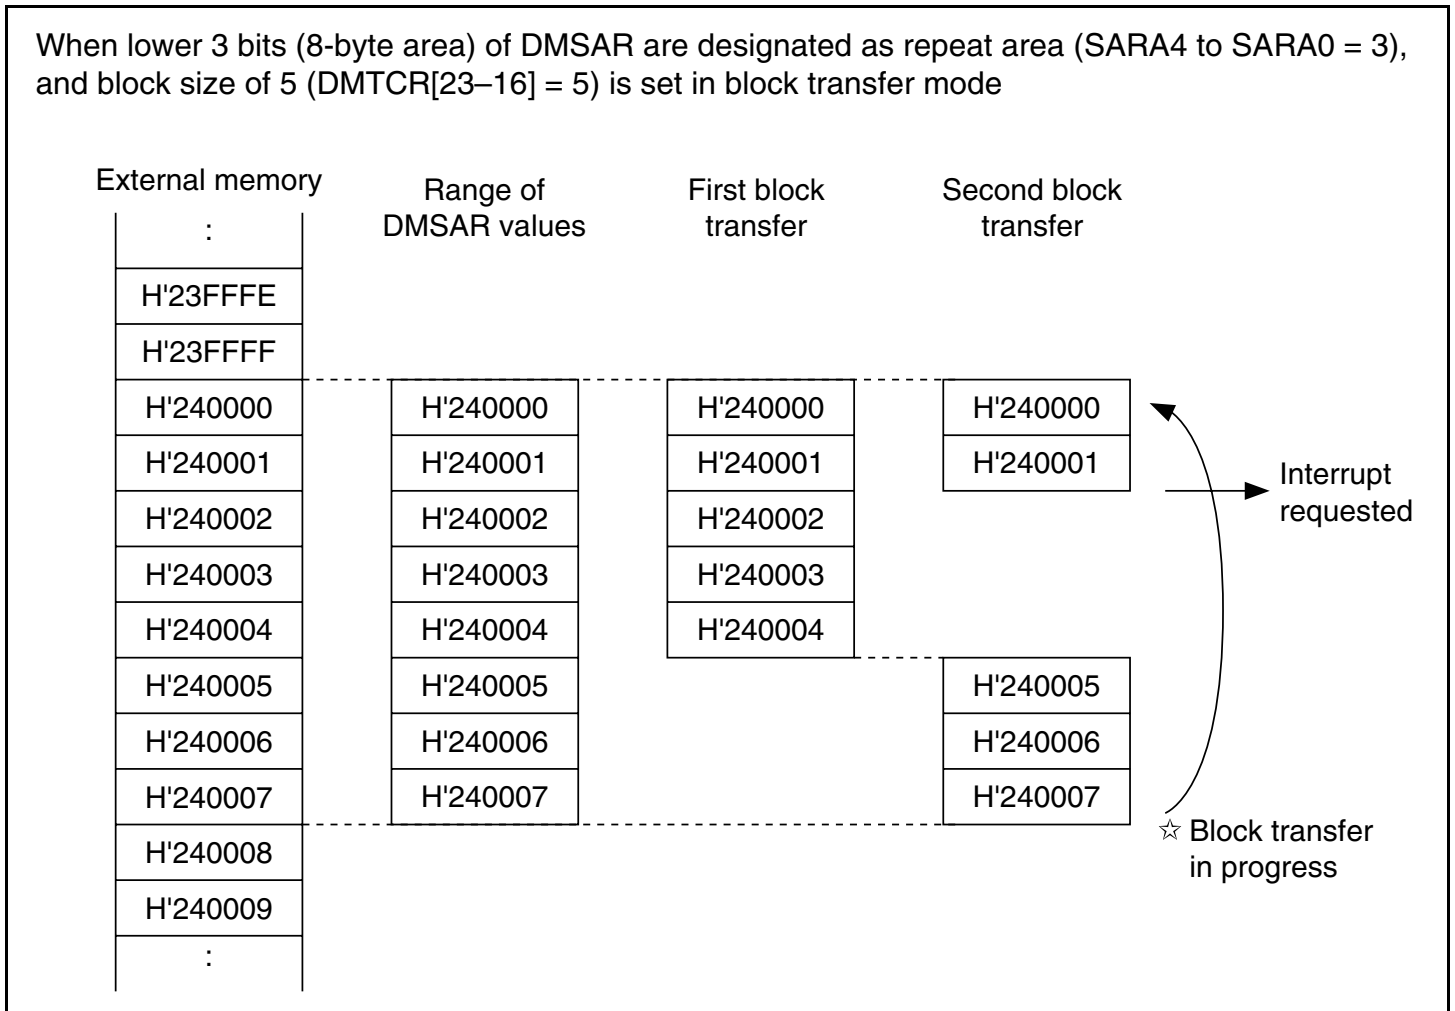 When lower 3 bits (8-byte area) of DMSAR are designated as repeat area (SARA4 to SARA0 = 3),
and block size of 5 (DMTCR[23–16] = 5) is set in block transfer mode
External memory
:
H'23FFFE
H'23FFFF
H'240000
H'240001
H'240002
H'240003
H'240004
H'240005
H'240006
H'240007
H'240008
H'240009
:
Range of
DMSAR values
H'240000
H'240001
H'240002
H'240003
H'240004
H'240005
H'240006
H'240007
First block
transfer
H'240000
H'240001
H'240002
H'240003
H'240004
Second block
transfer
H'240000
H'240001
H'240005
H'240006
H'240007
Interrupt
requested
☆ Block transfer
in progress